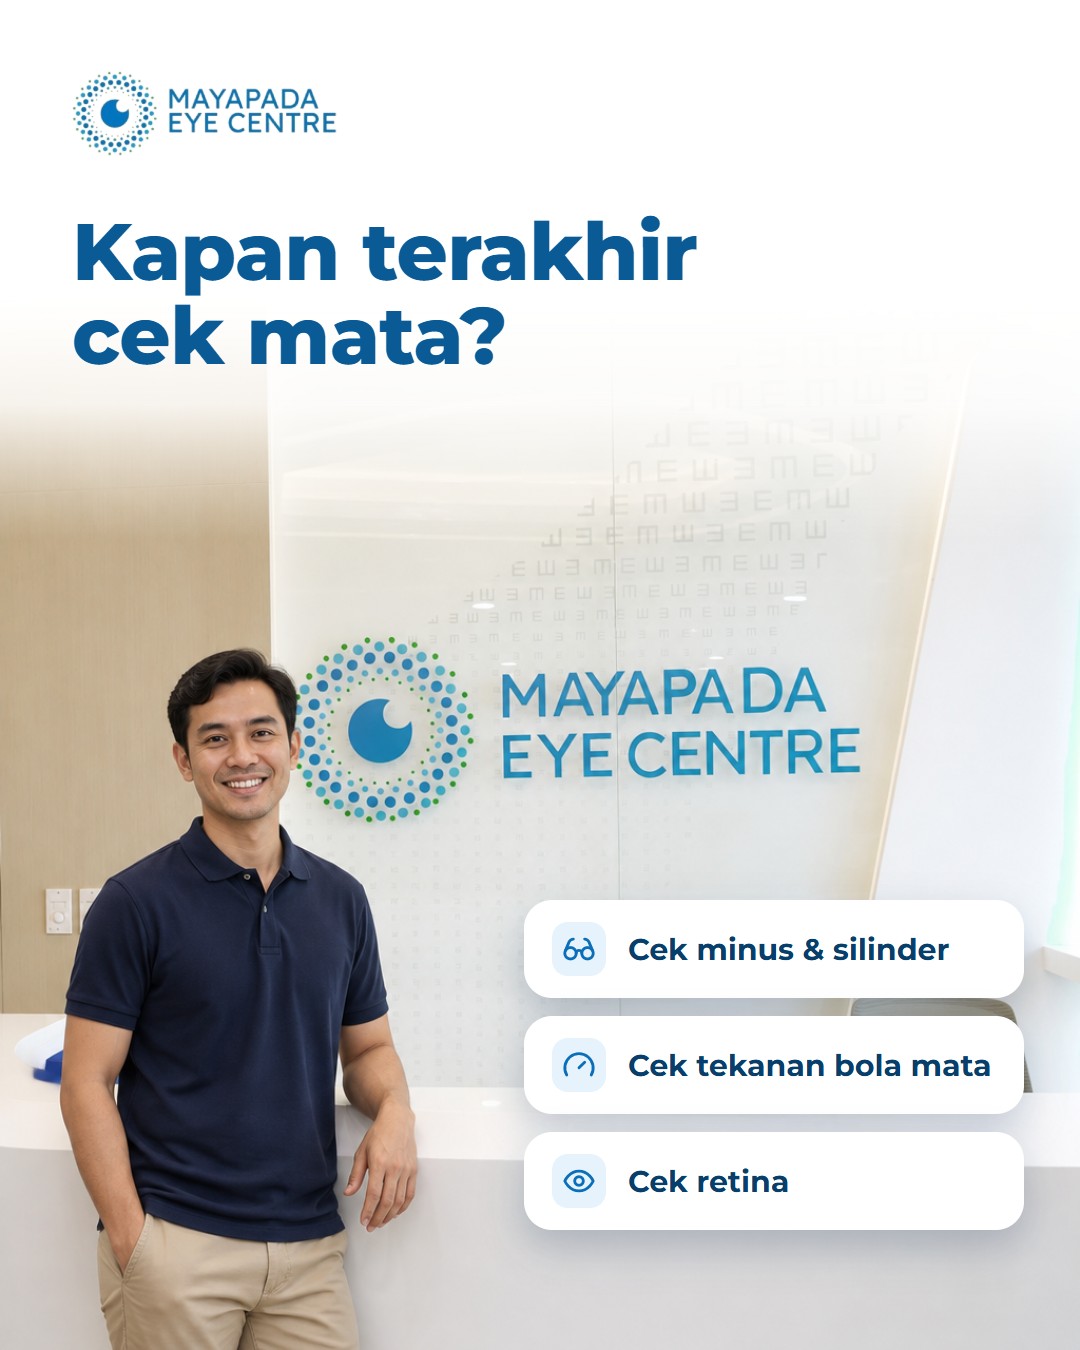 MAYAPADA
EYE CENTRE
Kapan terakhir
cek mata?
MAYAPADA
EYE CENTRE
Cek minus & silinder
Cek tekanan bola mata
Cek retina